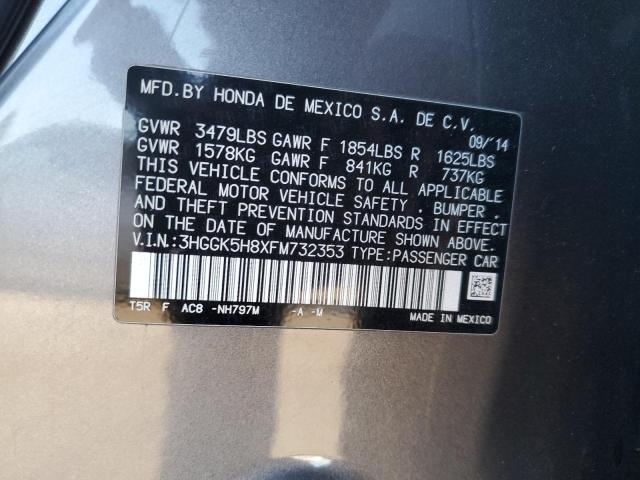 MFD.BY HONDA DE MEXICO S.A. DE C.V.
09/'14
GVWR 3479LBS GAWR F 1854LBS R 1625LBS
GVWR 1578KG GAWR F 841KG R 737KG
THIS VEHICLE CONFORMS TO ALL APPLICABLE
FEDERAL MOTOR VEHICLE SAFETY . BUMPER .
AND THEFT PREVENTION STANDARDS IN EFFECT
ON THE DATE OF MANUFACTURE SHOWN ABOVE.
V.I.N.:3HGGK5H8XFM732353 TYPE:PASSENGER CAR
T5R F AC8 -NH797M -A -M
MADE IN MEXICO